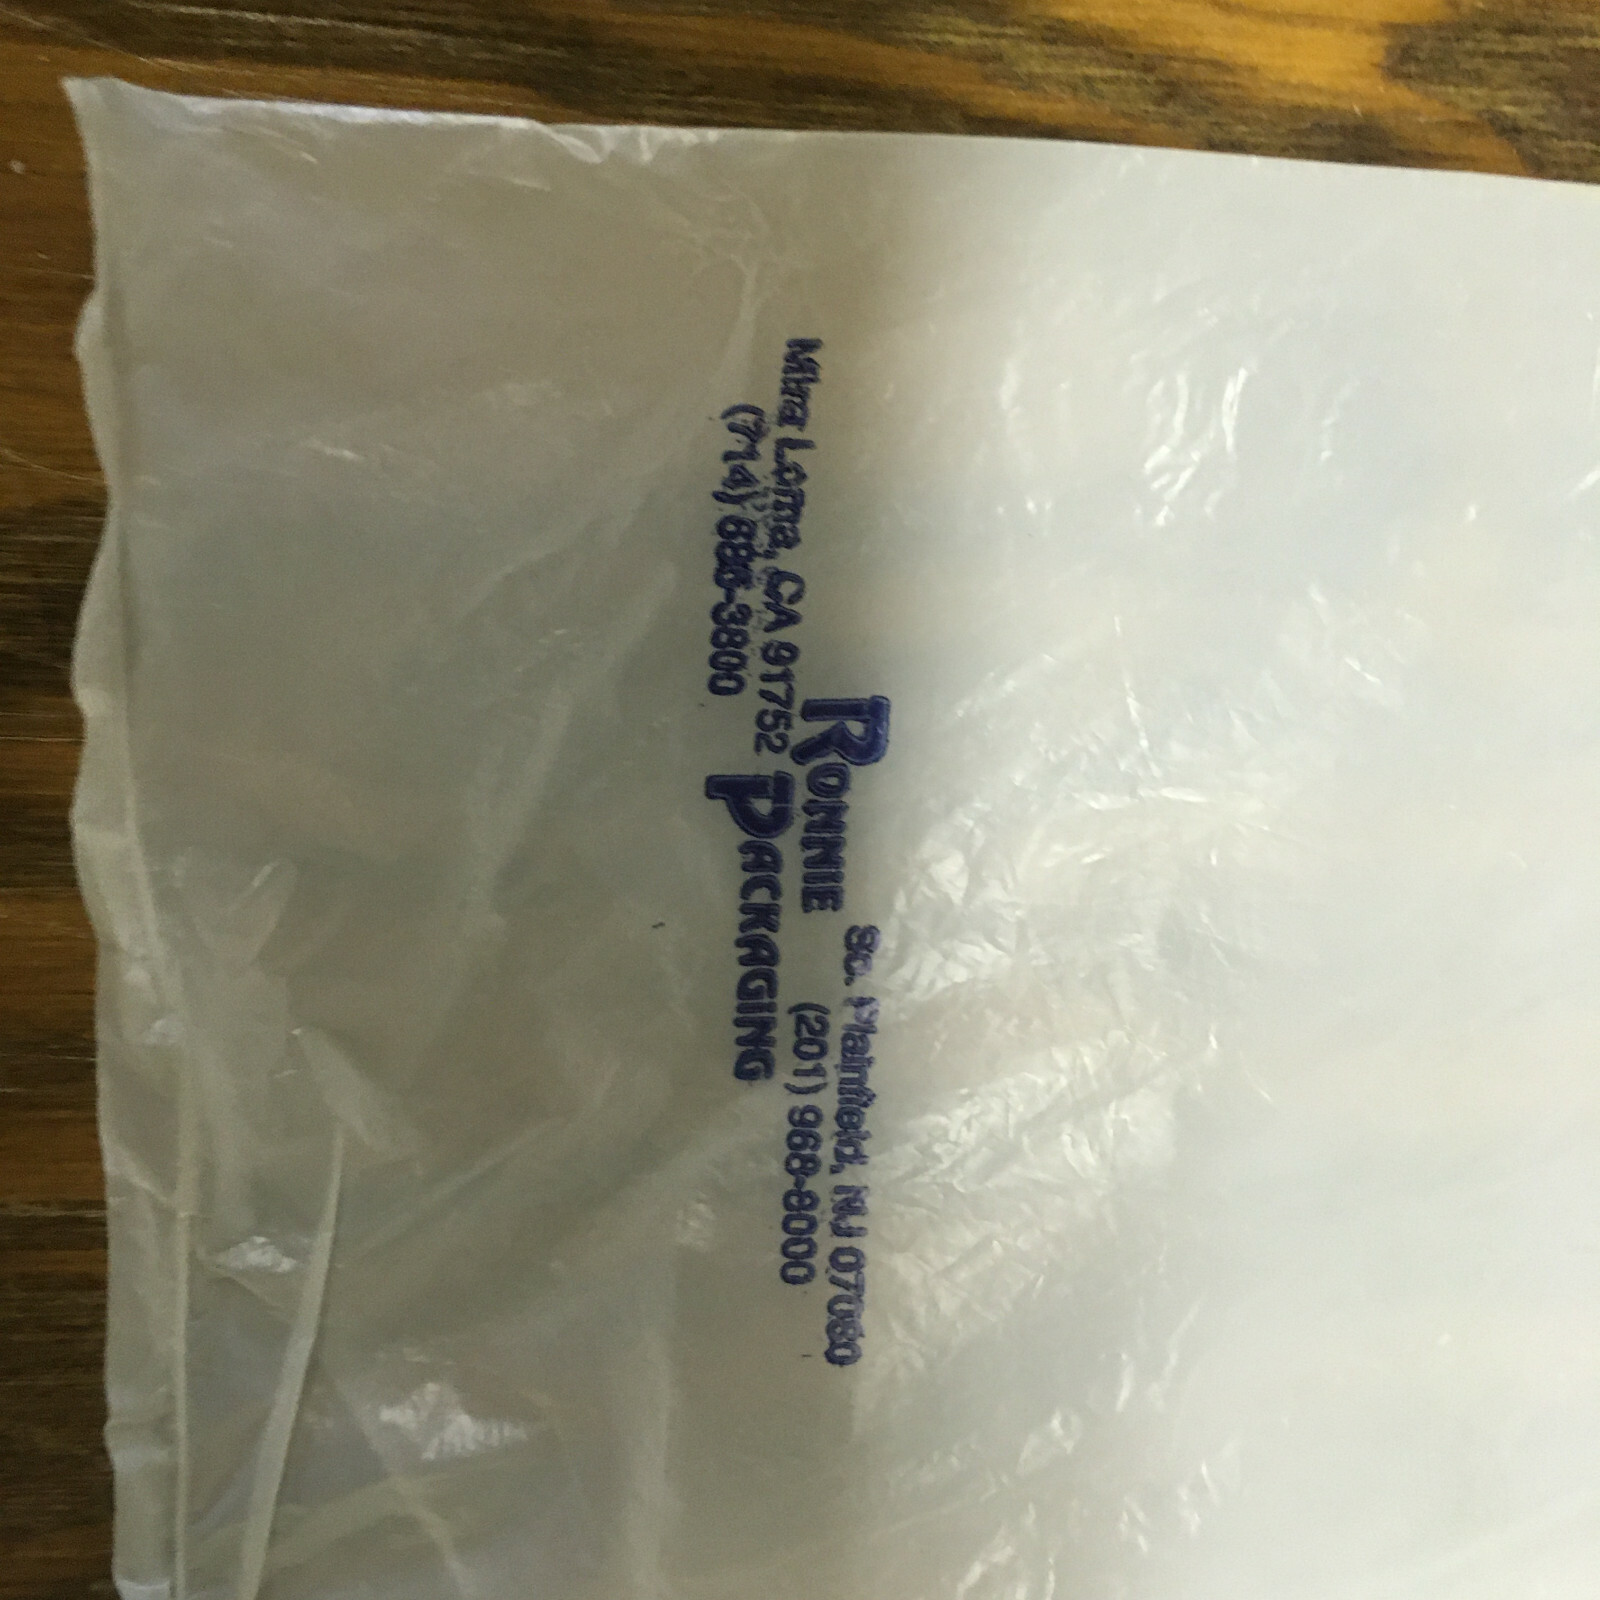 Mira Loma, CA 91752
(714) 685-3800
RONNIE
PACKAGING
So. Plainfield, NJ 07080
(201) 968-8000